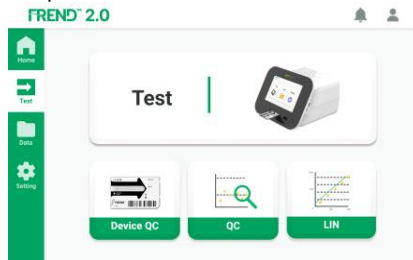 FREND™ 2.0
Home
Test
Data
Setting
Test
Device QC
QC
LIN